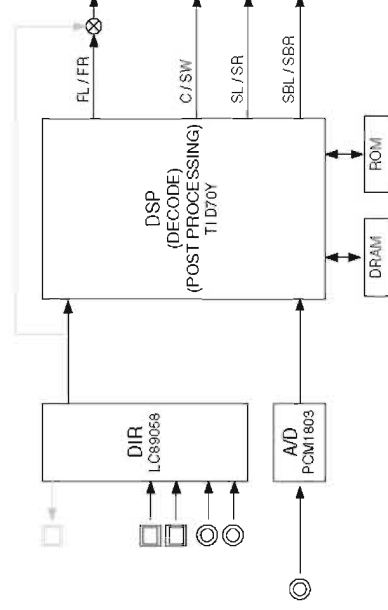 FL / FR
C / SW
SL / SR
SBL / SBR
DSP
(DECODE)
(POST PROCESSING)
TI D70Y
ROM
DRAM
DIR
LC89058
A/D
PCM1803